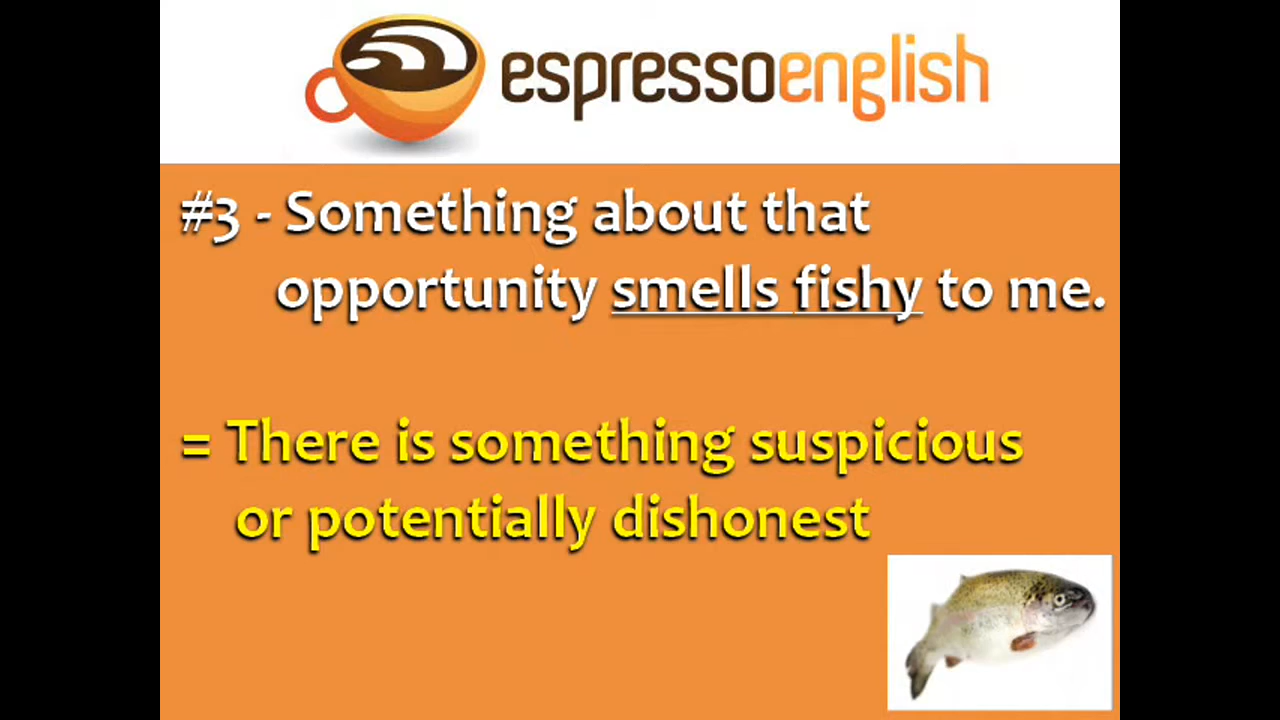 espressoenglish
#3 - Something about that
opportunity smells fishy to me.
= There is something suspicious
or potentially dishonest